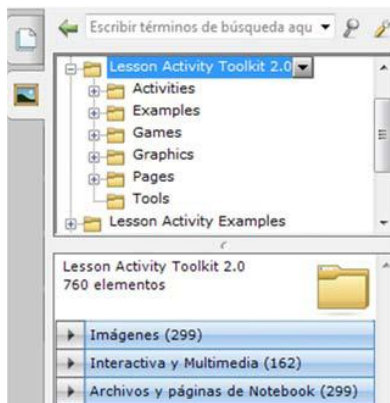 Escribir términos de búsqueda aqu
Lesson Activity Toolkit 2.0
Activities
Examples
Games
Graphics
Pages
Tools
Lesson Activity Examples
Lesson Activity Toolkit 2.0
760 elementos
Imágenes (299)
Interactiva y Multimedia (162)
Archivos y páginas de Notebook (299)